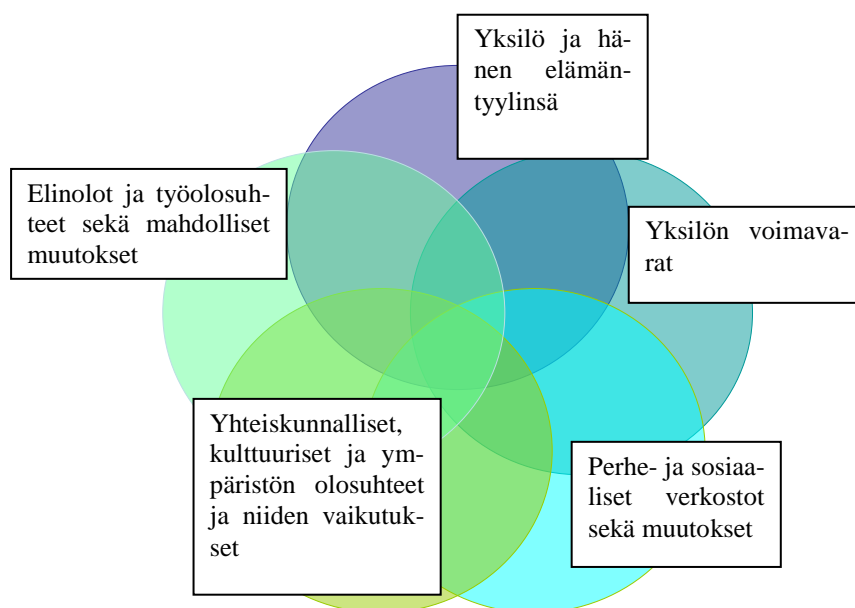 Yksilö ja hä-
nen elämän-
tyylinsä
Elinolot ja työolosuh-
teet sekä mahdolliset
muutokset
Yksilön voimava-
rat
Yhteiskunnalliset,
kulttuuriset ja ym-
päristön olosuhteet
ja niiden vaikutuk-
set
Perhe- ja sosiaa-
liset verkostot
sekä muutokset